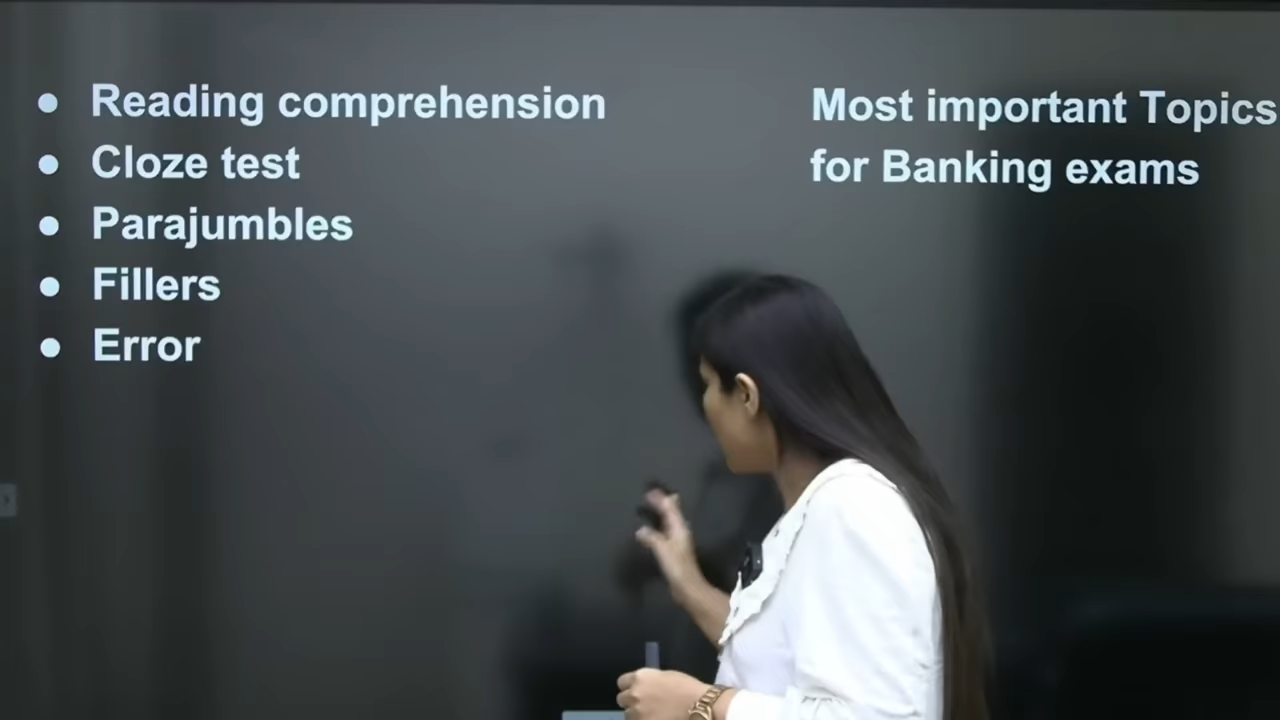 Reading comprehension
Cloze test
Parajumbles
Fillers
Error
Most important Topics
for Banking exams